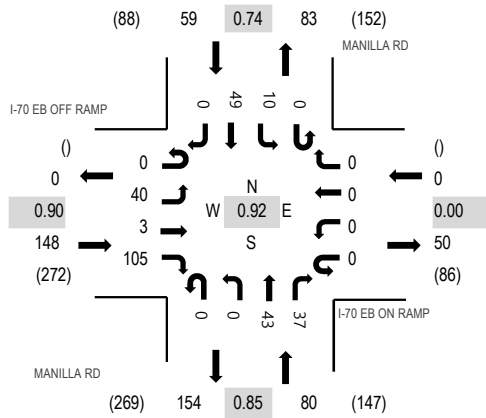 (88) 59 0.74 83 (152)
MANILLA RD
0 49 10 0
I-70 EB OFF RAMP
() ()
0 0 0 0
40 N 0
0.90 W 0.92 E 0.00
148 3 S 0 50
(272) 105 0 (86)
0 0 43 37
I-70 EB ON RAMP
MANILLA RD
(269) 154 0.85 80 (147)